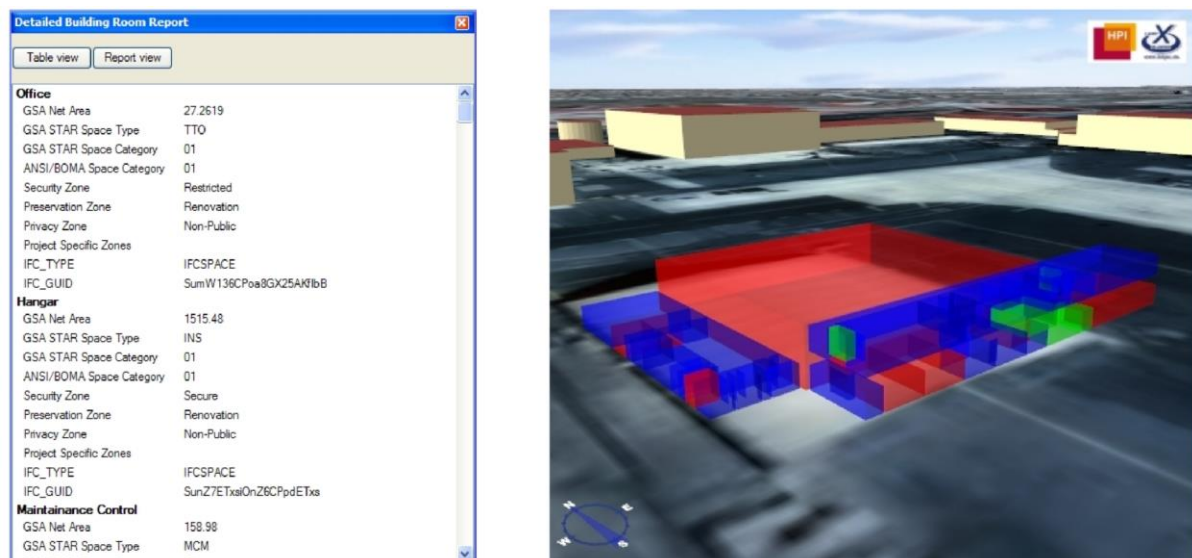 Detailed Building Room Report
Table view Report view
Office
GSA Net Area 27.2619
GSA STAR Space Type TTO
GSA STAR Space Category 01
ANSI/BOMA Space Category 01
Security Zone Restricted
Preservation Zone Renovation
Privacy Zone Non-Public
Project Specific Zones
IFC_TYPE IFCSPACE
IFC_GUID
Hangar
GSA Net Area 1515.48
GSA STAR Space Type INS
GSA STAR Space Category 01
ANSI/BOMA Space Category 01
Security Zone Secure
Preservation Zone Renovation
Privacy Zone Non-Public
Project Specific Zones
IFC_TYPE IFCSPACE
IFC_GUID
Maintainance Control
GSA Net Area 158.98
GSA STAR Space Type MCM
HPI
X
N
E
W
S